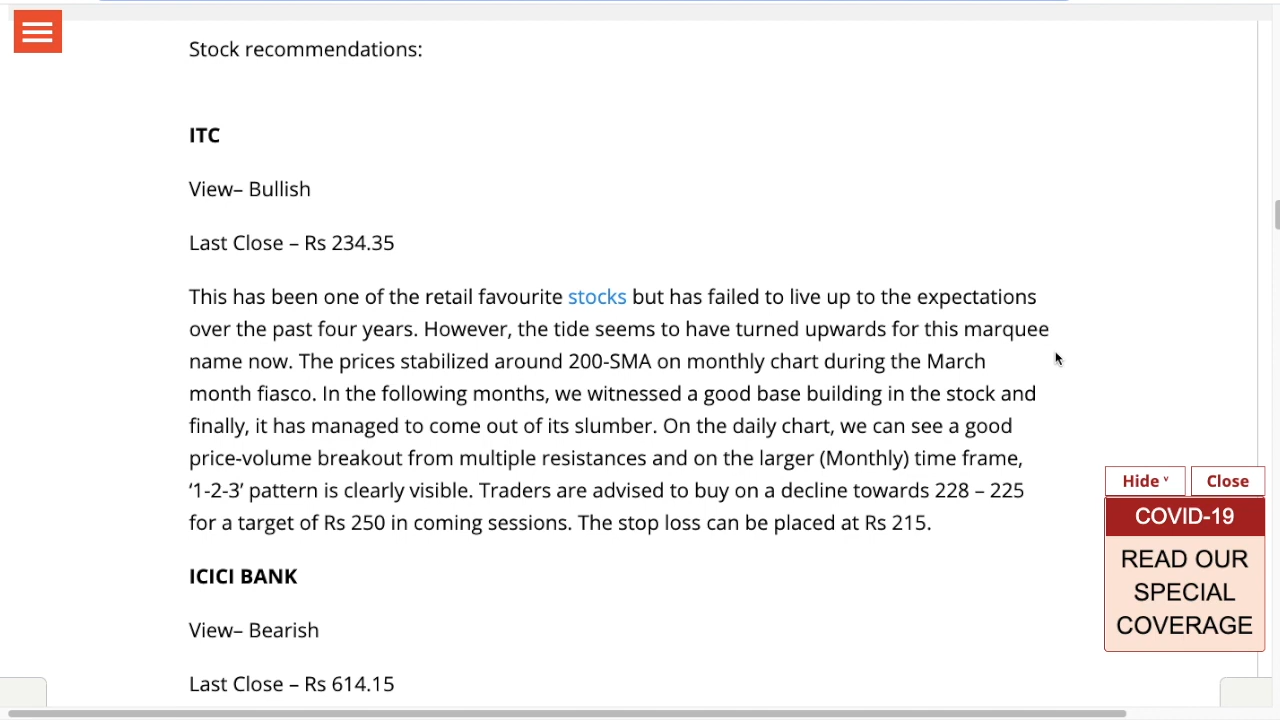 Stock recommendations:
ITC
View– Bullish
Last Close – Rs 234.35
This has been one of the retail favourite stocks but has failed to live up to the expectations
over the past four years. However, the tide seems to have turned upwards for this marquee
name now. The prices stabilized around 200-SMA on monthly chart during the March
month fiasco. In the following months, we witnessed a good base building in the stock and
finally, it has managed to come out of its slumber. On the daily chart, we can see a good
price-volume breakout from multiple resistances and on the larger (Monthly) time frame,
‘1-2-3’ pattern is clearly visible. Traders are advised to buy on a decline towards 228 – 225
for a target of Rs 250 in coming sessions. The stop loss can be placed at Rs 215.
ICICI BANK
View– Bearish
Last Close – Rs 614.15
Hide ˅
Close
COVID-19
READ OUR
SPECIAL
COVERAGE